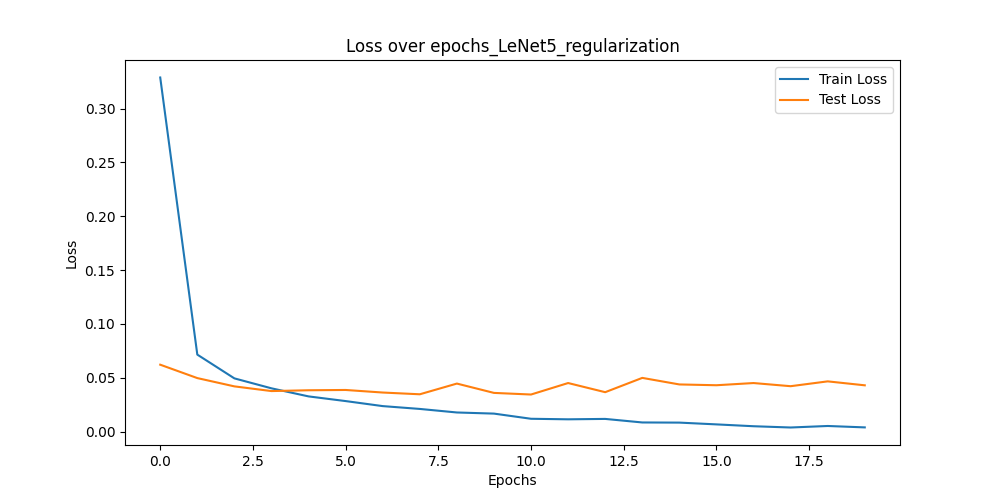 Loss over epochs_LeNet5_regularization
Train Loss
Test Loss
Loss
0.30
0.25
0.20
0.15
0.10
0.05
0.00
0.0 2.5 5.0 7.5 10.0 12.5 15.0 17.5
Epochs